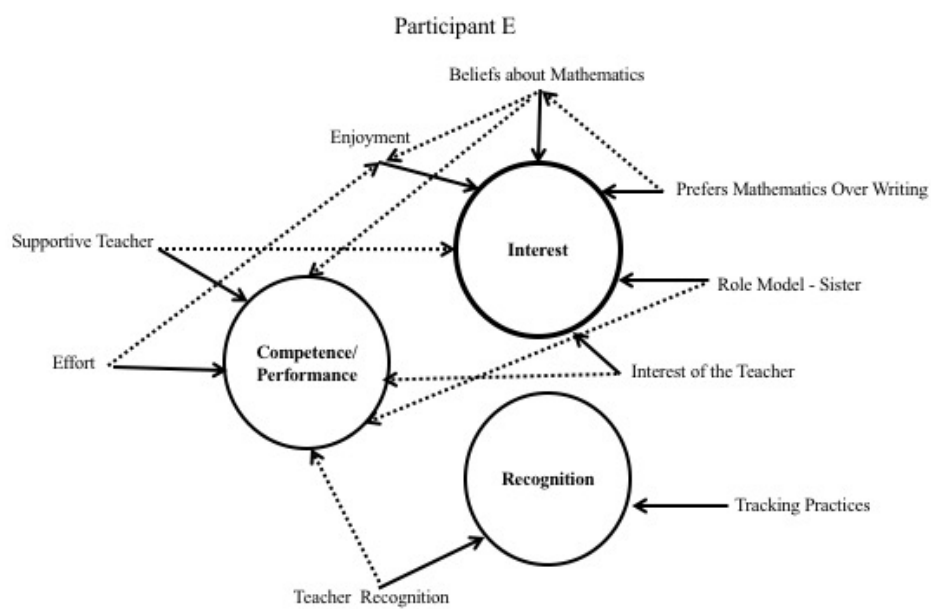 Participant E
Beliefs about Mathematics
Enjoyment
Prefers Mathematics Over Writing
Supportive Teacher
Interest
Role Model - Sister
Effort
Competence/
Performance
Interest of the Teacher
Recognition
Tracking Practices
Teacher Recognition